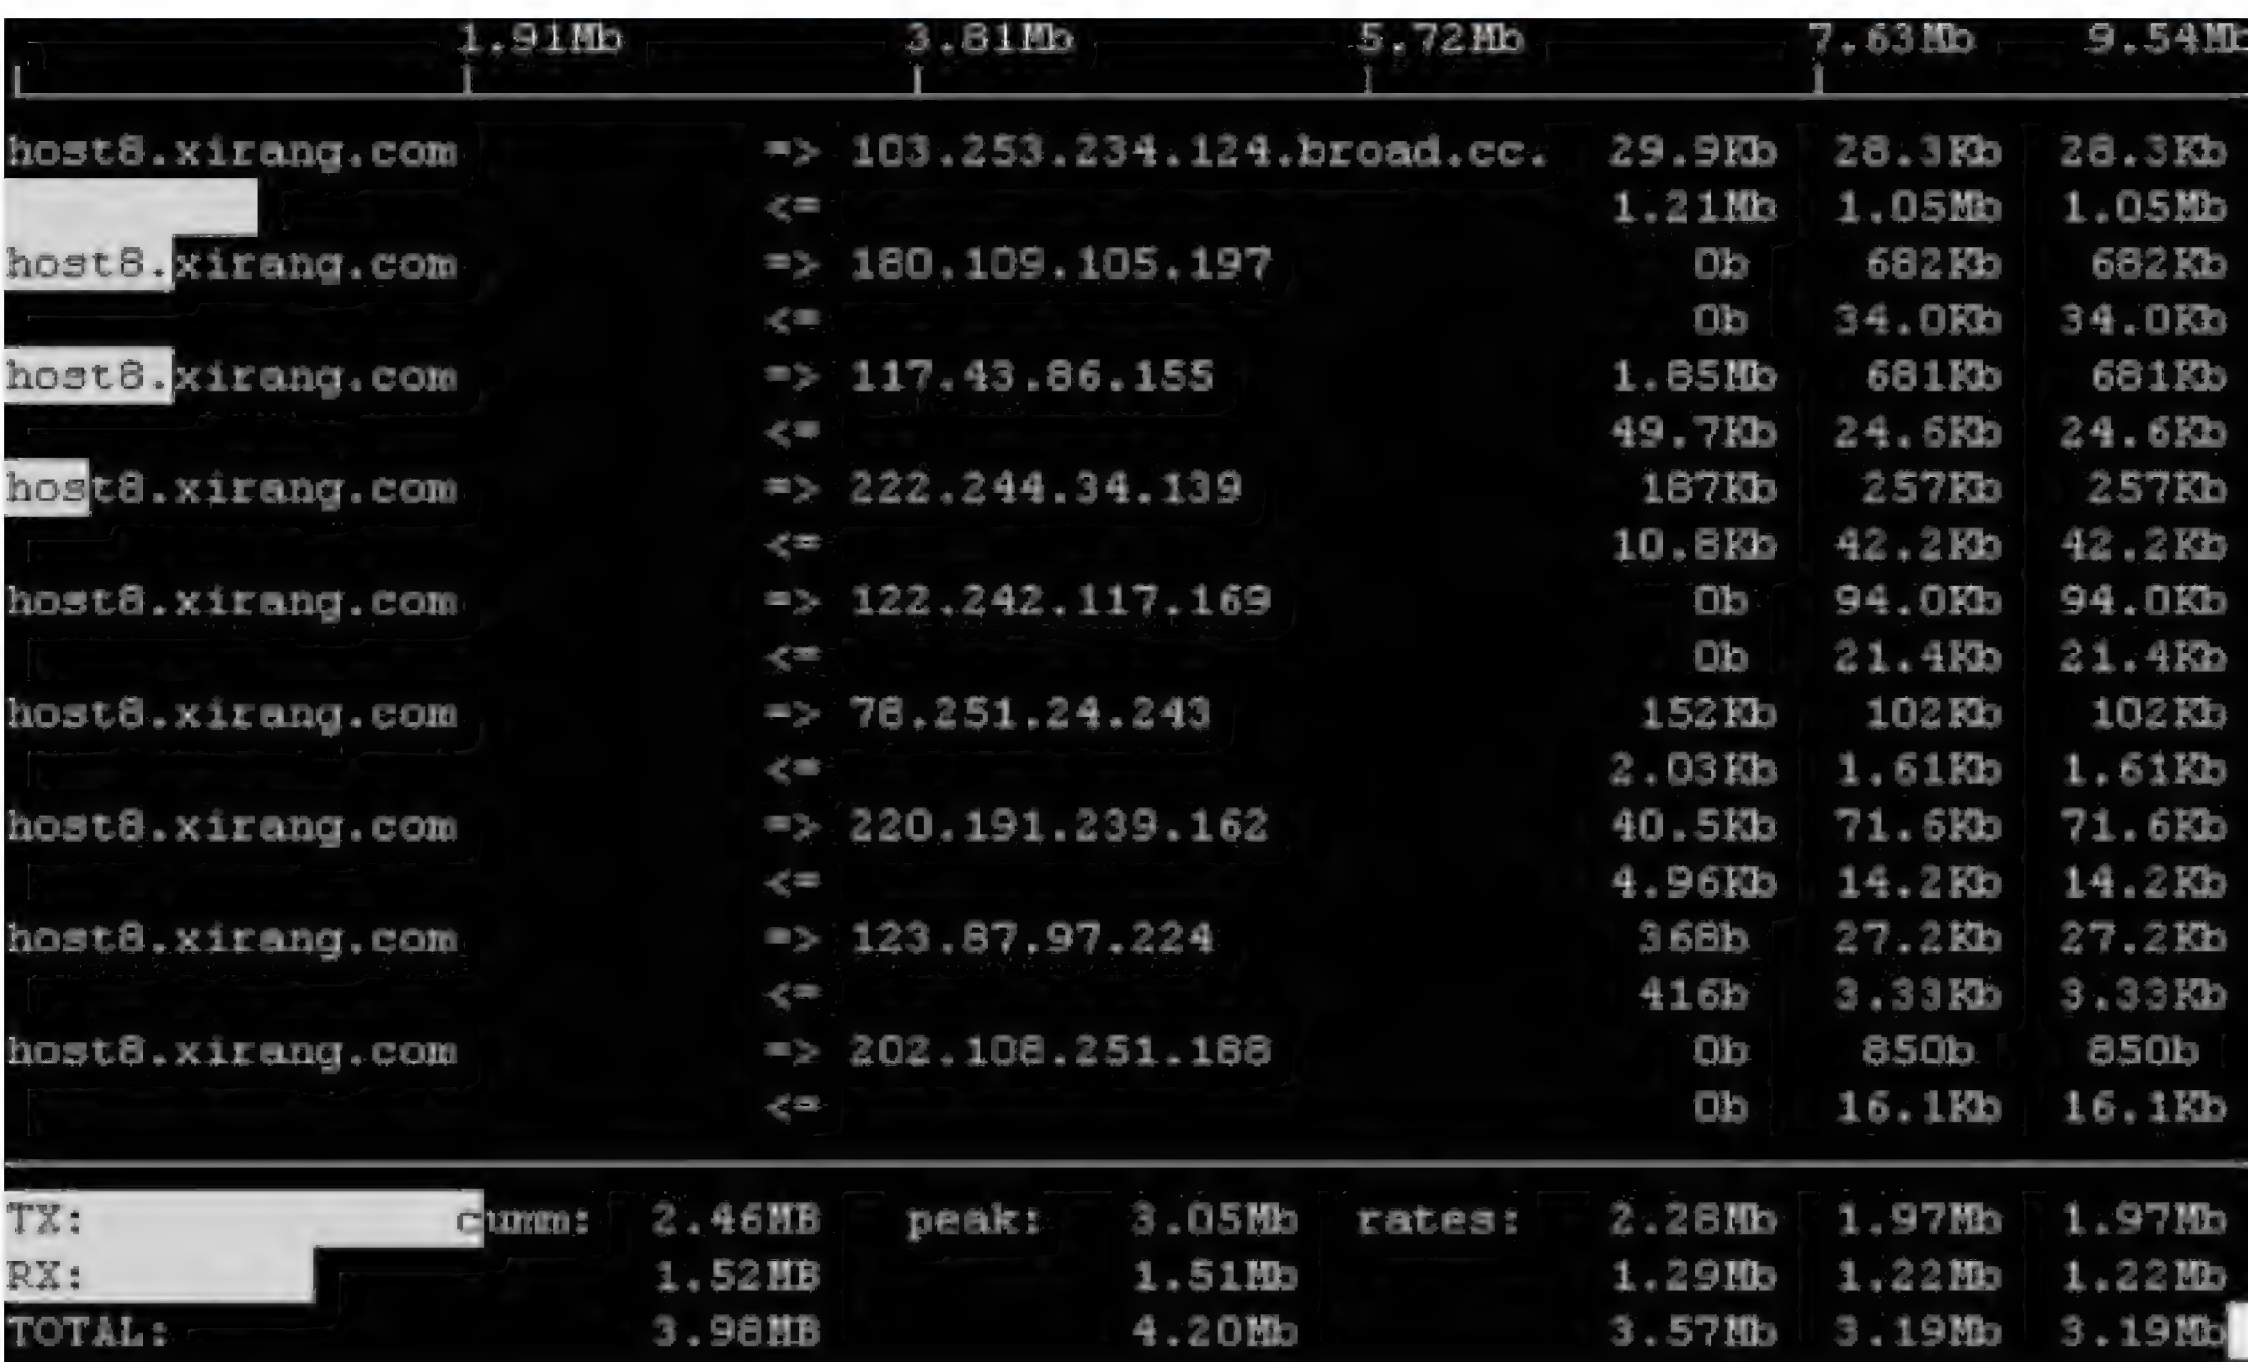 1.91Mb 3.81Mb 5.72Mb 7.63Mb 9.54Mb
host8.xirang.com => 103.253.234.124.broad.cc. 29.9Kb 28.3Kb 28.3Kb
<= 1.21Mb 1.05Mb 1.05Mb
host8.xirang.com => 180.109.105.197 0b 682Kb 682Kb
<= 0b 34.0Kb 34.0Kb
host8.xirang.com => 117.43.86.155 1.85Mb 681Kb 681Kb
<= 49.7Kb 24.6Kb 24.6Kb
host8.xirang.com => 222.244.34.139 187Kb 257Kb 257Kb
<= 10.8Kb 42.2Kb 42.2Kb
host8.xirang.com => 122.242.117.169 0b 94.0Kb 94.0Kb
<= 0b 21.4Kb 21.4Kb
host8.xirang.com => 78.251.24.243 152Kb 102Kb 102Kb
<= 2.03Kb 1.61Kb 1.61Kb
host8.xirang.com => 220.191.239.162 40.5Kb 71.6Kb 71.6Kb
<= 4.96Kb 14.2Kb 14.2Kb
host8.xirang.com => 123.87.97.224 368b 27.2Kb 27.2Kb
<= 416b 3.33Kb 3.33Kb
host8.xirang.com => 202.108.251.188 0b 850b 850b
<= 0b 16.1Kb 16.1Kb
TX: cumm: 2.46MB peak: 3.05Mb rates: 2.28Mb 1.97Mb 1.97Mb
RX: 1.52MB 1.51Mb 1.29Mb 1.22Mb 1.22Mb
TOTAL: 3.98MB 4.20Mb 3.57Mb 3.19Mb 3.19Mb